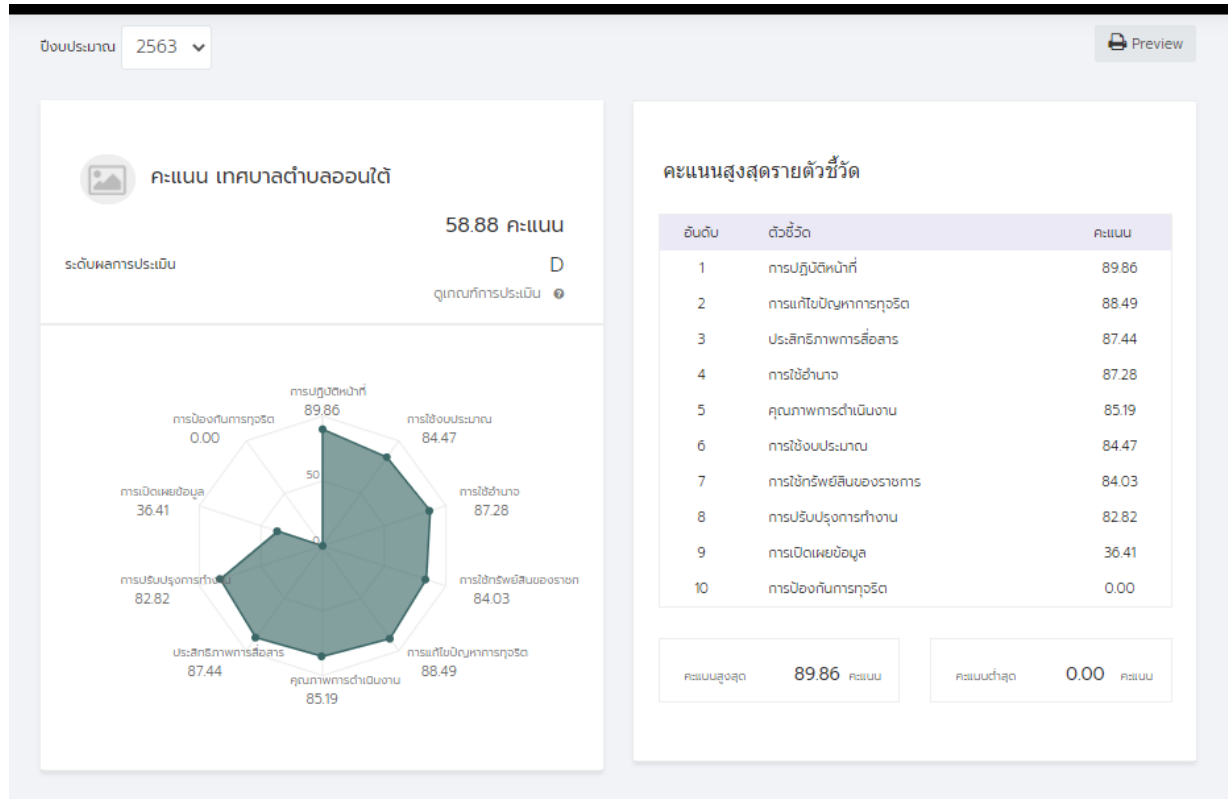 ปีงบประมาณ 2563
Preview
คะแนน เทศบาลตำบลออนใต้
58.88 คะแนน
ระดับผลการประเมิน D
ดูเกณฑ์การประเมิน
การปฏิบัติหน้าที่
89.86
การใช้งบประมาณ
84.47
การใช้อำนาจ
87.28
การใช้ทรัพย์สินของราชก
84.03
การแก้ไขปัญหาการทุจริต
88.49
คุณภาพการดำเนินงาน
85.19
ประสิทธิภาพการสื่อสาร
87.44
การปรับปรุงการทำงาน
82.82
การเปิดเผยข้อมูล
36.41
การป้องกันการทุจริต
0.00
50
0
คะแนนสูงสุดรายตัวชี้วัด
อันดับ ตัวชี้วัด คะแนน
1 การปฏิบัติหน้าที่ 89.86
2 การแก้ไขปัญหาการทุจริต 88.49
3 ประสิทธิภาพการสื่อสาร 87.44
4 การใช้อำนาจ 87.28
5 คุณภาพการดำเนินงาน 85.19
6 การใช้งบประมาณ 84.47
7 การใช้ทรัพย์สินของราชการ 84.03
8 การปรับปรุงการทำงาน 82.82
9 การเปิดเผยข้อมูล 36.41
10 การป้องกันการทุจริต 0.00
คะแนนสูงสุด 89.86 คะแนน
คะแนนต่ำสุด 0.00 คะแนน